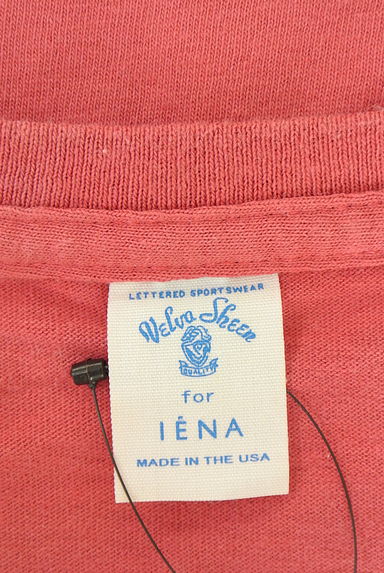 LETTERED SPORTSWEAR
Velva Sheen
QUALITY
for
IÉNA
MADE IN THE USA